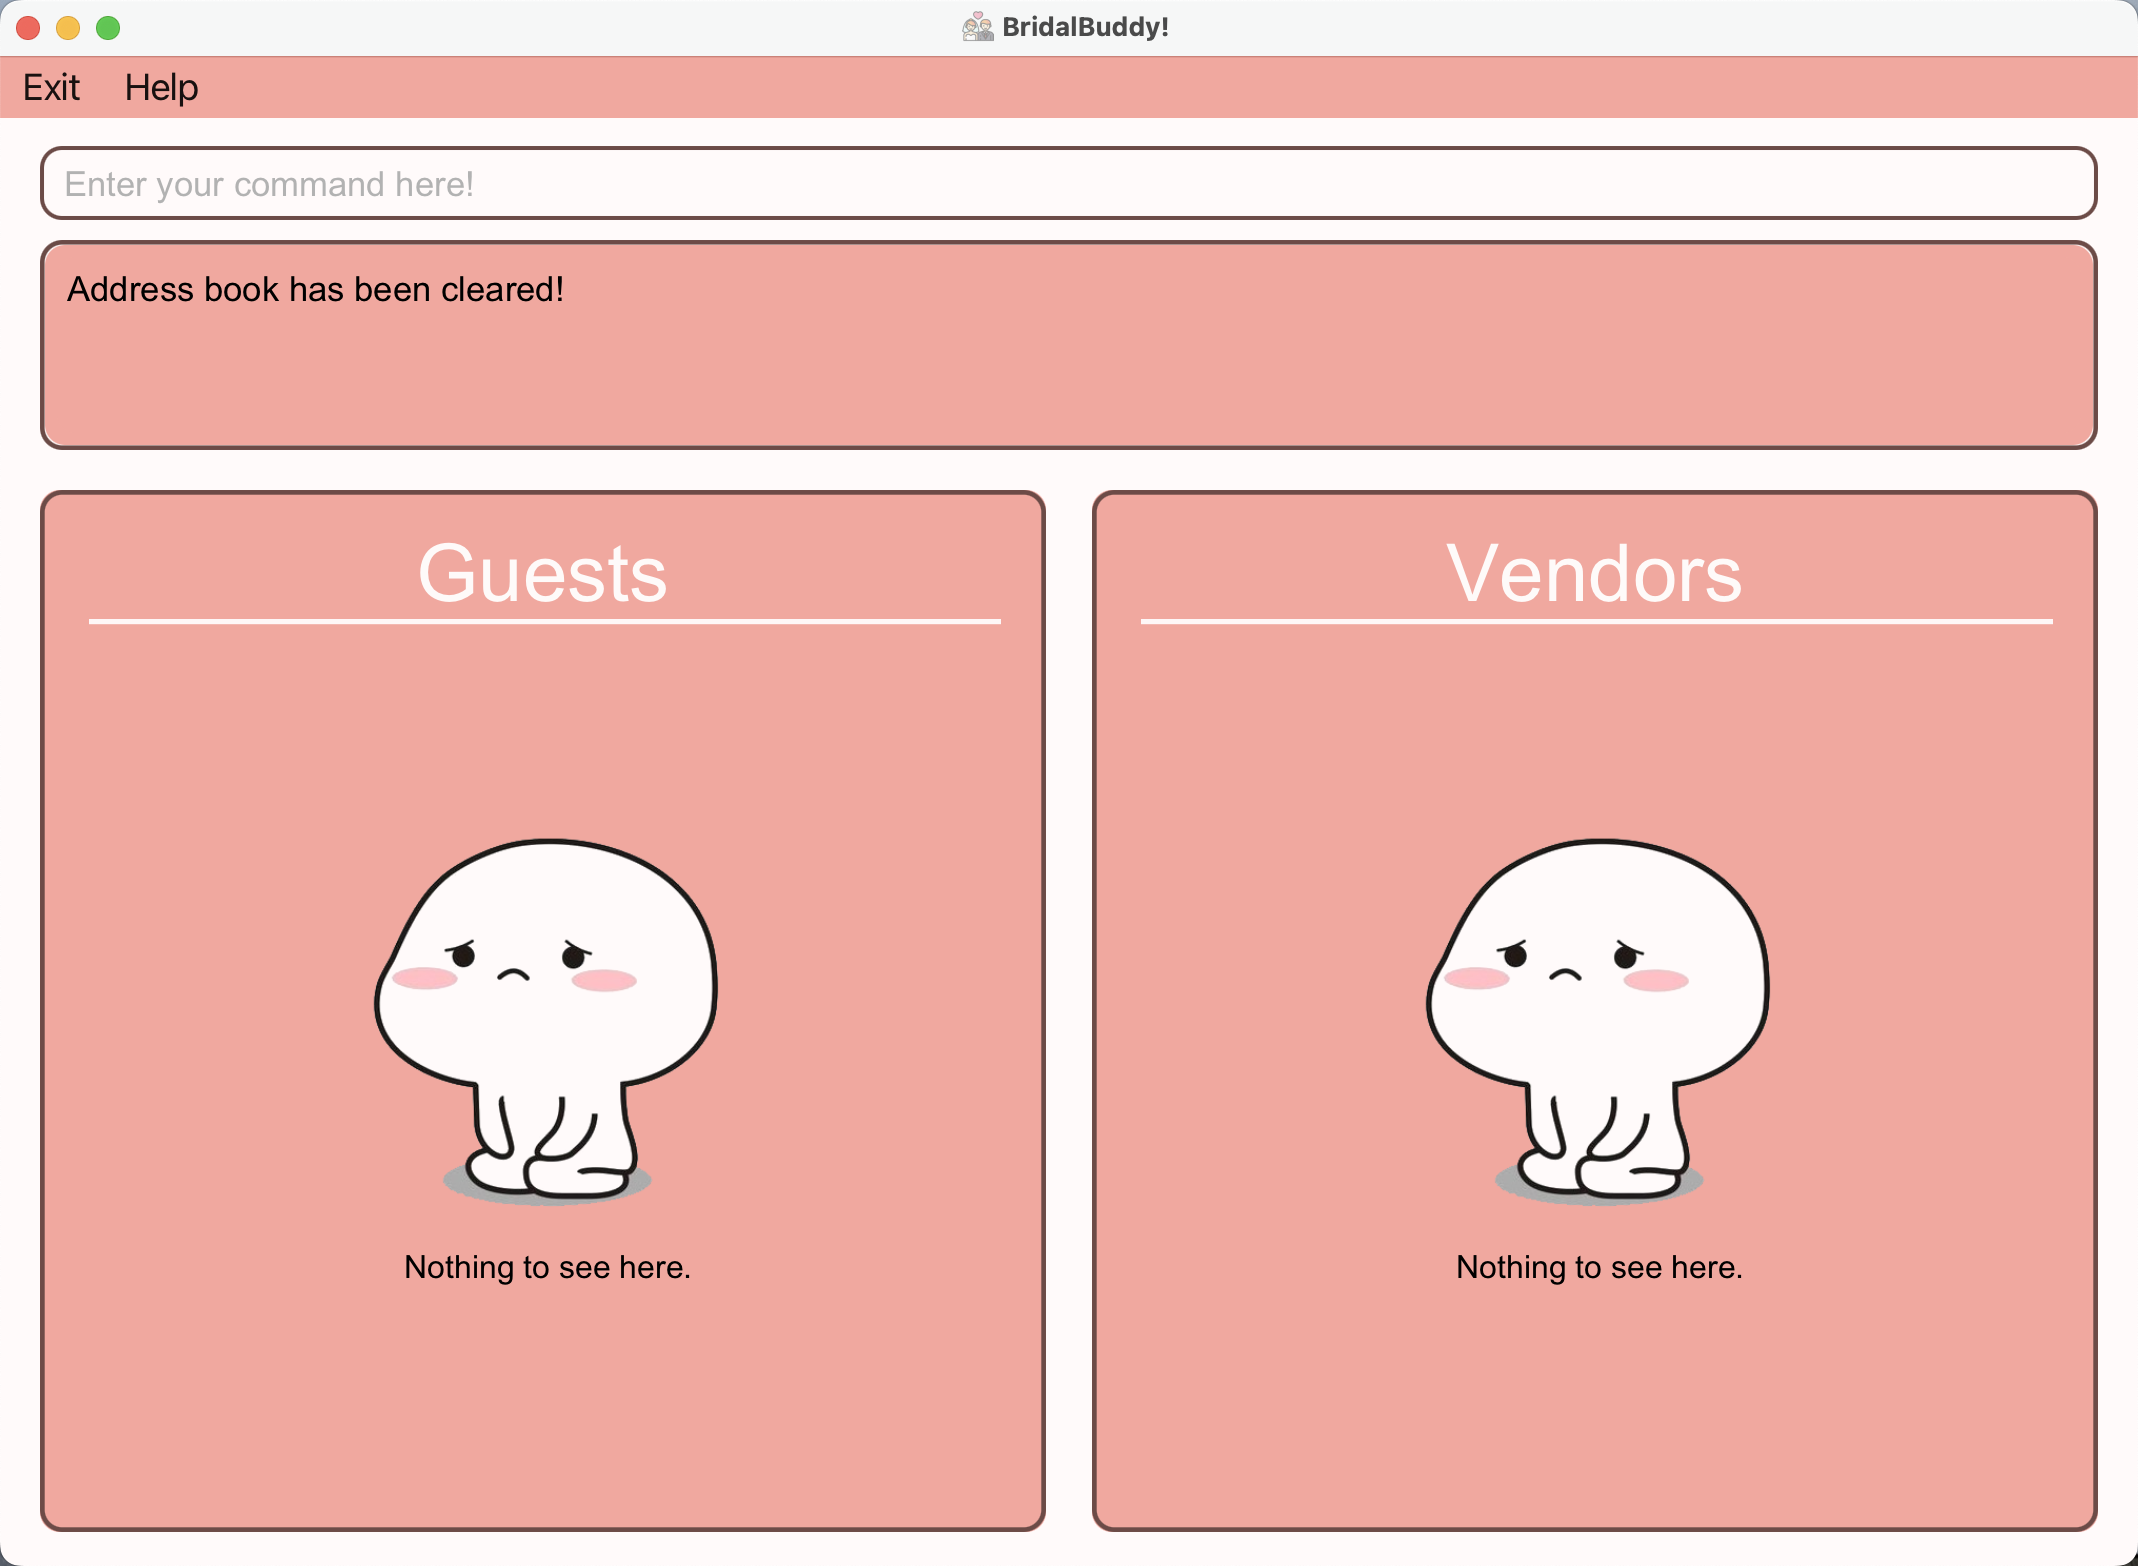 BridalBuddy!
Exit Help
Enter your command here!
Address book has been cleared!
Guests
Nothing to see here.
Vendors
Nothing to see here.